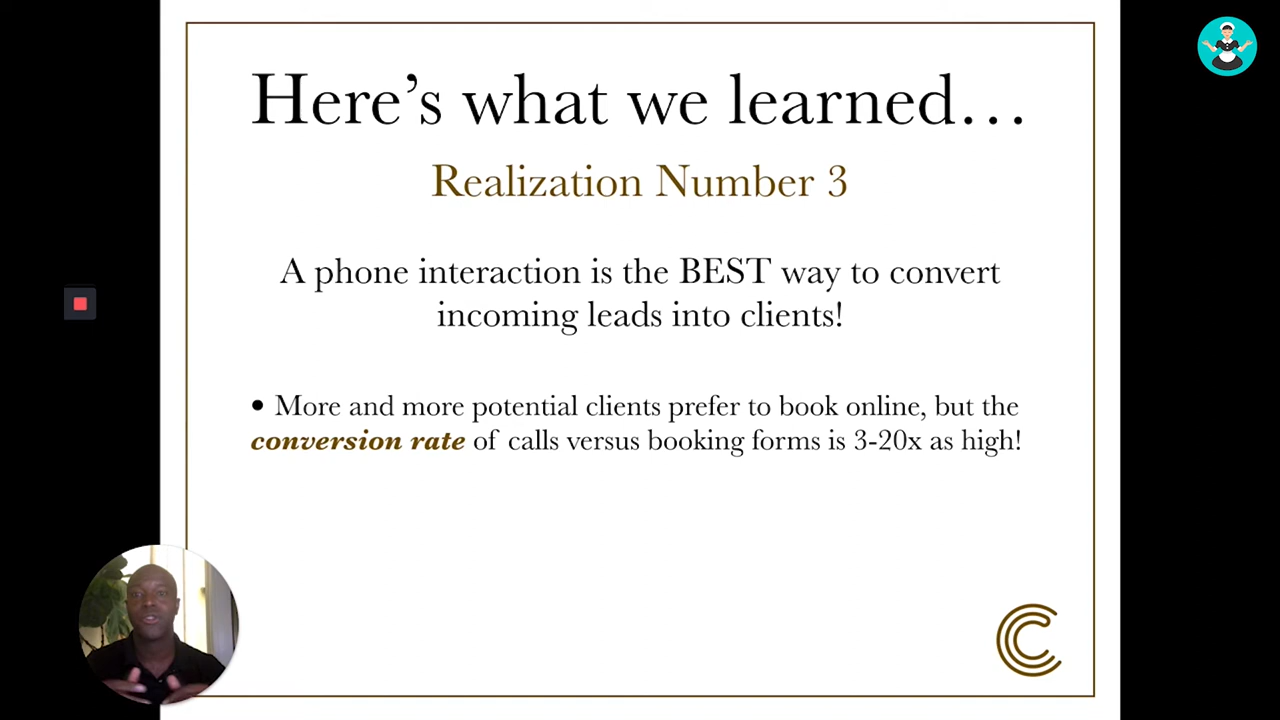 Here’s what we learned…
Realization Number 3
A phone interaction is the BEST way to convert
incoming leads into clients!
• More and more potential clients prefer to book online, but the
conversion rate of calls versus booking forms is 3-20x as high!